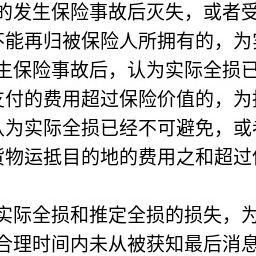 的发生保险事故后灭失，或者受
不能再归被保险人所拥有的，为实
生保险事故后，认为实际全损已
支付的费用超过保险价值的，为推
认为实际全损已经不可避免，或者
货物运抵目的地的费用之和超过
实际全损和推定全损的损失，为
合理时间内未从被获知最后消息